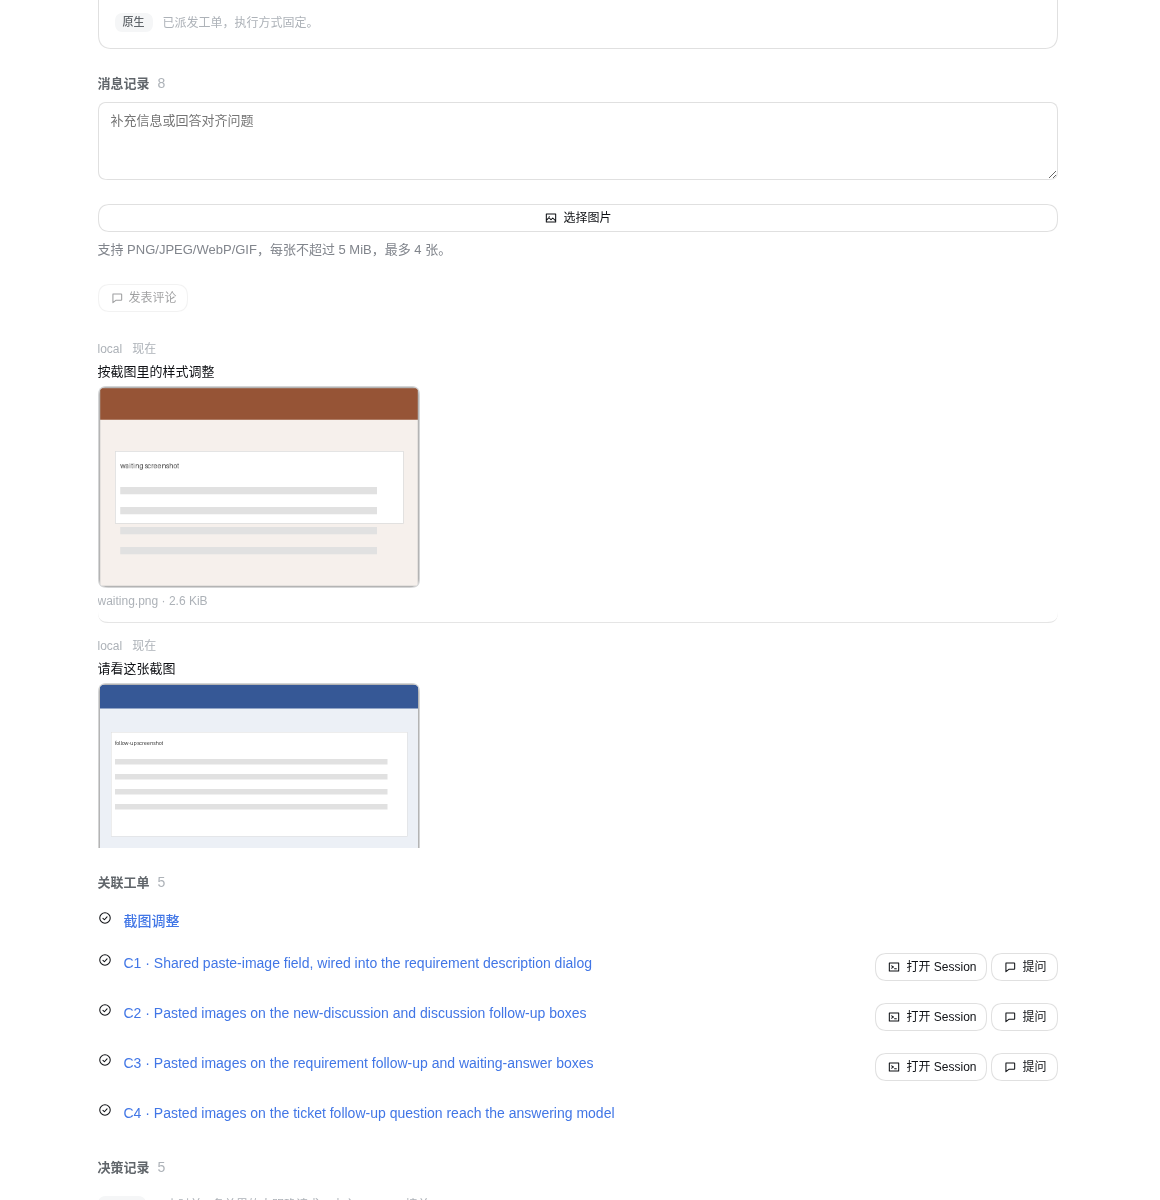 原生 已派发工单，执行方式固定。
消息记录 8
补充信息或回答对齐问题
选择图片
支持 PNG/JPEG/WebP/GIF，每张不超过 5 MiB，最多 4 张。
发表评论
local 现在
按截图里的样式调整
waiting screenshot
waiting.png · 2.6 KiB
local 现在
请看这张截图
follow-up screenshot
关联工单 5
截图调整
C1 · Shared paste-image field, wired into the requirement description dialog 打开 Session 提问
C2 · Pasted images on the new-discussion and discussion follow-up boxes 打开 Session 提问
C3 · Pasted images on the requirement follow-up and waiting-answer boxes 打开 Session 提问
C4 · Pasted images on the ticket follow-up question reach the answering model
决策记录 5